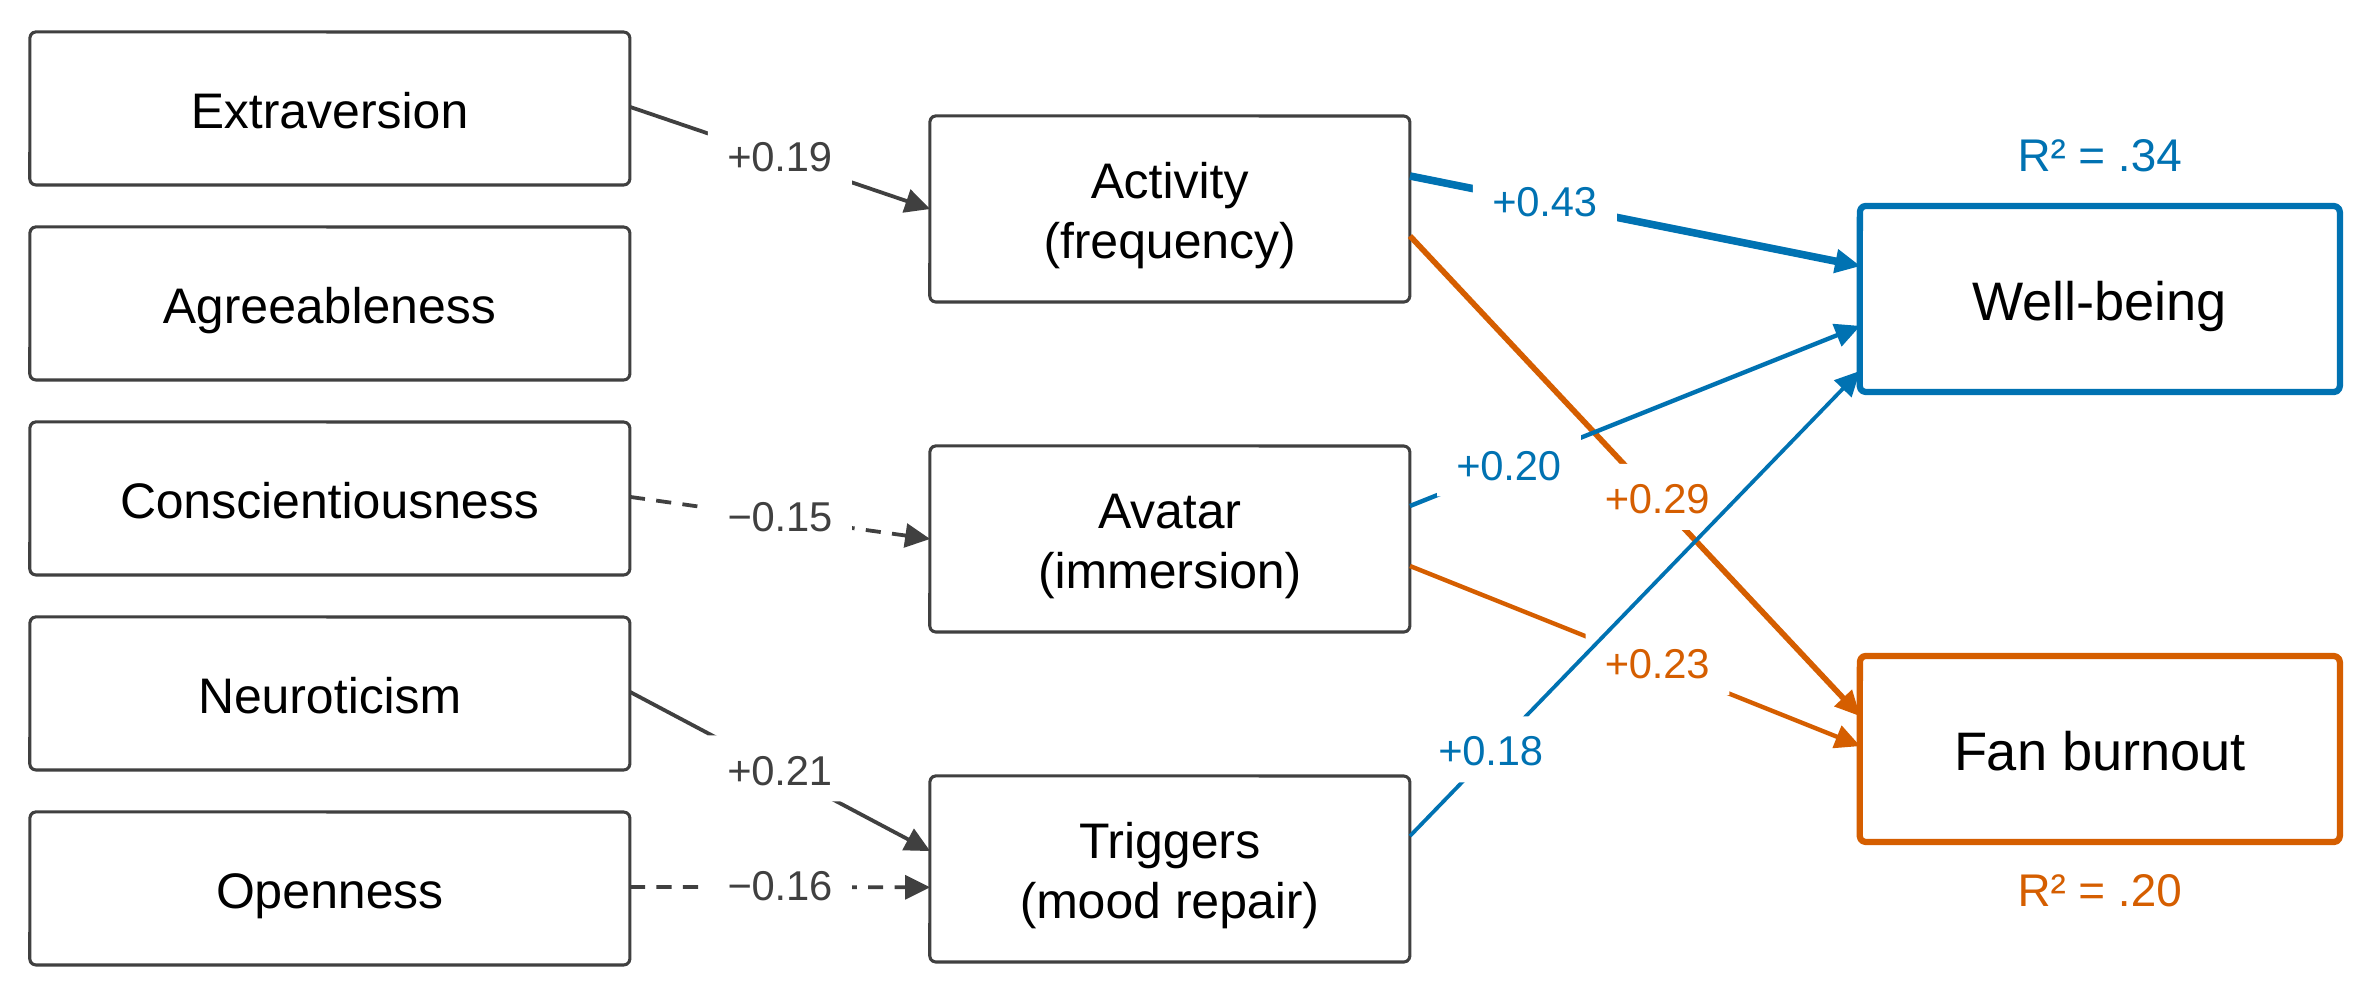 Extraversion
Agreeableness
Conscientiousness
Neuroticism
Openness
+0.19
−0.15
+0.21
−0.16
Activity
(frequency)
Avatar
(immersion)
Triggers
(mood repair)
+0.43
+0.20
+0.29
+0.23
+0.18
R² = .34
Well-being
Fan burnout
R² = .20